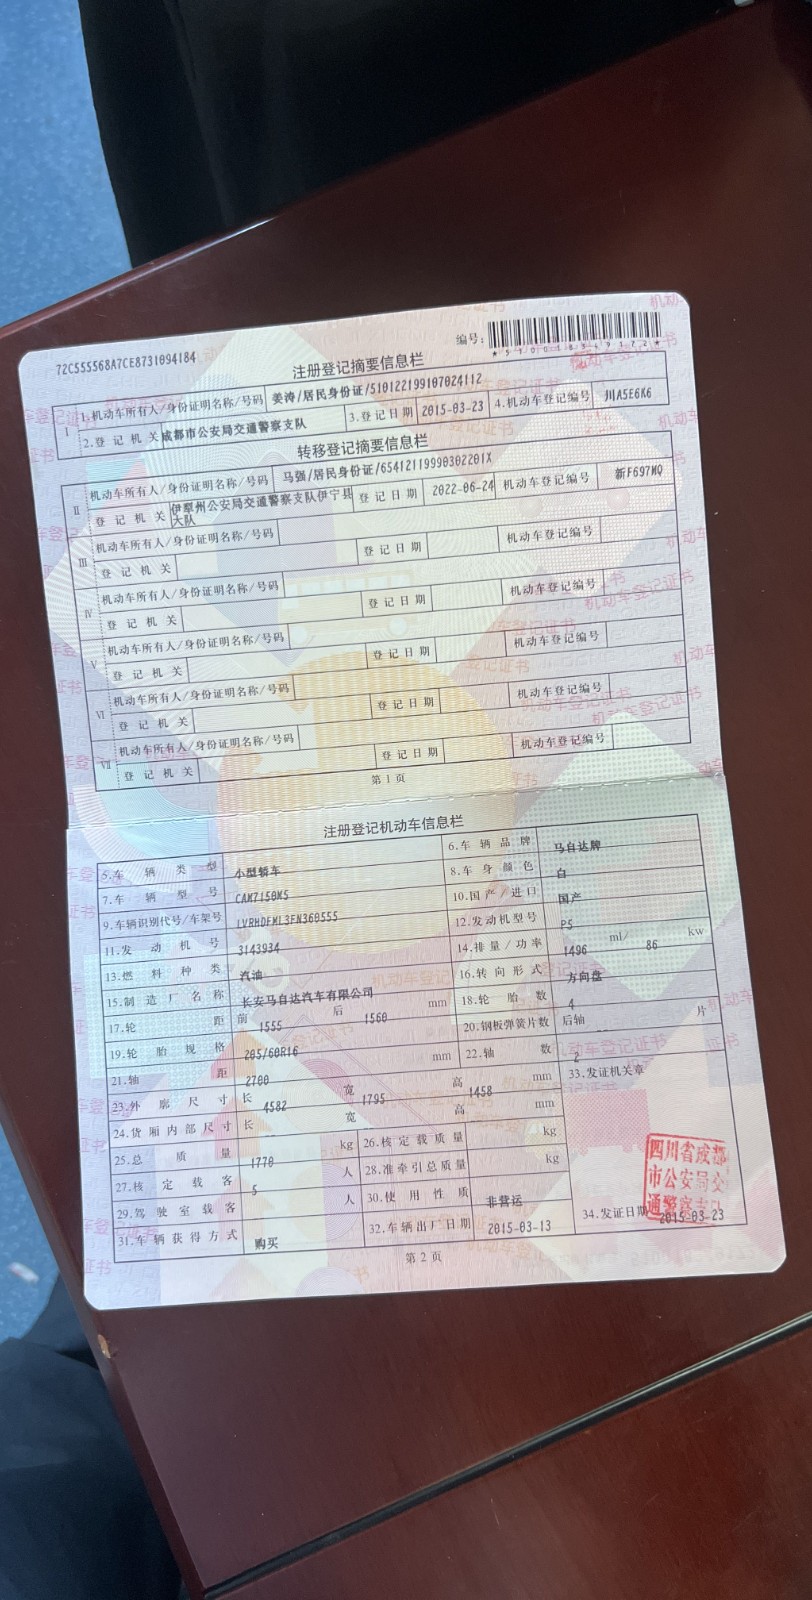 72C555568A7CE8731094184
编号:
注册登记摘要信息栏
I 1.机动车所有人/身份证明名称/号码 姜涛/居民身份证/510122199107024112
2.登记机关 成都市公安局交通警察支队 3.登记日期 2015-03-23 4.机动车登记编号 川A5E6K6
转移登记摘要信息栏
II 机动车所有人/身份证明名称/号码 马强/居民身份证/65412119990302201X
登记机关 伊犁州公安局交通警察支队伊宁县大队 登记日期 2022-06-24 机动车登记编号 新F697MQ
III 机动车所有人/身份证明名称/号码
登记机关 登记日期 机动车登记编号
IV 机动车所有人/身份证明名称/号码
登记机关 登记日期 机动车登记编号
V 机动车所有人/身份证明名称/号码
登记机关 登记日期 机动车登记编号
VI 机动车所有人/身份证明名称/号码
登记机关 登记日期 机动车登记编号
VII 机动车所有人/身份证明名称/号码
登记机关 登记日期 机动车登记编号
第1页
注册登记机动车信息栏
5.车辆类型 小型轿车 6.车辆品牌 马自达牌
7.车辆型号 CAM7150M5 8.车身颜色 白
9.车辆识别代号/车架号 LVRHDFML3FN360555 10.国产/进口 国产
11.发动机号 3143934 12.发动机型号 P5
13.燃料种类 汽油 14.排量/功率 1496 ml/ 86 kw
15.制造厂名称 长安马自达汽车有限公司 16.转向形式 方向盘
17.轮距 前 1555 后 1560 mm 18.轮胎数 4
19.轮胎规格 205/60R16 20.钢板弹簧片数 后轴 -- 片
21.轴距 2700 mm 22.轴数 2
23.外廓尺寸 长 4582 宽 1795 高 1458 mm 33.发证机关章
24.货厢内部尺寸 长 宽 高 mm
25.总质量 1770 kg 26.核定载质量 kg
27.核定载客 5 人 28.准牵引总质量 kg
29.驾驶室载客 人 30.使用性质 非营运
31.车辆获得方式 购买 32.车辆出厂日期 2015-03-13 34.发证日期 2015-03-23
四川省成都
市公安局交
通警察支队
第2页